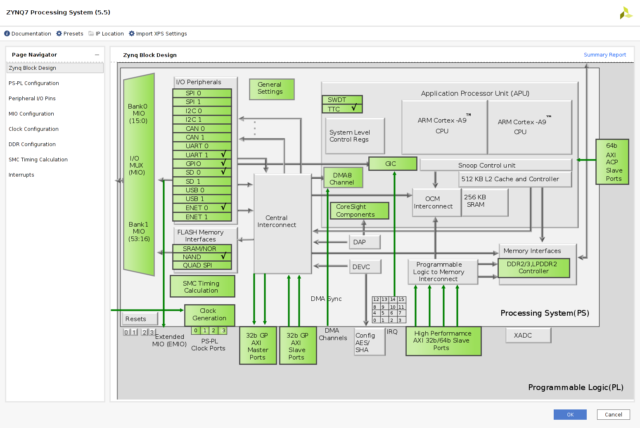 ZYNQ7 Processing System (5.5)
Documentation Presets IP Location Import XPS Settings
Page Navigator
Zynq Block Design
PS-PL Configuration
Peripheral I/O Pins
MIO Configuration
Clock Configuration
DDR Configuration
SMC Timing Calculation
Interrupts
Zynq Block Design
Summary Report
I/O Peripherals
SPI 0
SPI 1
I2C 0
I2C 1
CAN 0
CAN 1
UART 0
UART 1
GPIO
SD 0
SD 1
USB 0
USB 1
ENET 0
ENET 1
Bank0
MIO
(15:0)
I/O
MUX
(MIO)
Bank1
MIO
(53:16)
FLASH Memory
Interfaces
SRAM/NOR
NAND
QUAD SPI
SMC Timing
Calculation
General
Settings
Application Processor Unit (APU)
SWDT
TTC
System Level
Control Regs
ARM Cortex -A9™
CPU
ARM Cortex -A9™
CPU
64b
AXI
ACP
Slave
Ports
GIC
Snoop Control unit
512 KB L2 Cache and Controller
DMA8
Channel
CoreSight
Components
OCM
Interconnect
256 KB
SRAM
Central
Interconnect
DAP
DEVC
Programmable
Logic to Memory
Interconnect
Memory Interfaces
DDR2/3,LPDDR2
Controller
DMA Sync
Processing System(PS)
Resets
Clock
Generation
0 1 2 3
0 1 2 3
Extended
MIO (EMIO)
PS-PL
Clock Ports
32b GP
AXI
Master
Ports
32b GP
AXI
Slave
Ports
DMA
Channels
Config
AES/
SHA
12 13 14 15
8 9 10 11
4 5 6 7
0 1 2 3
IRQ
High Performamce
AXI 32b/64b Slave
Ports
XADC
Programmable Logic(PL)
OK
Cancel